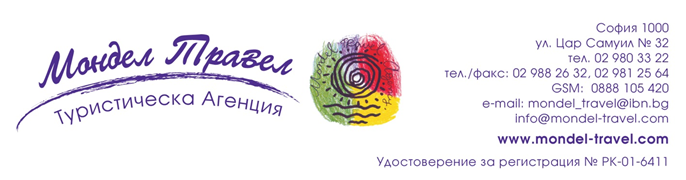 Мондел Травел
Туристическа Агенция
София 1000
ул. Цар Самуил № 32
тел. 02 980 33 22
тел./факс: 02 988 26 32, 02 981 25 64
GSM: 0888 105 420
e-mail: mondel_travel@ibn.bg
info@mondel-travel.com
www.mondel-travel.com
Удостоверение за регистрация № РК-01-6411